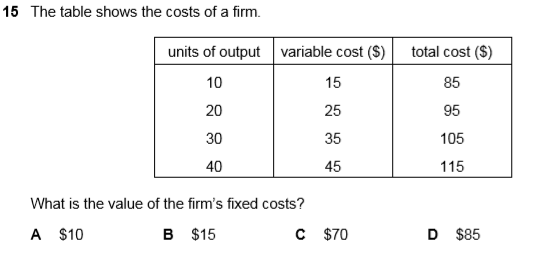 15 The table shows the costs of a firm.
units of output variable cost ($) total cost ($)
10 15 85
20 25 95
30 35 105
40 45 115
What is the value of the firm's fixed costs?
A $10 B $15 C $70 D $85